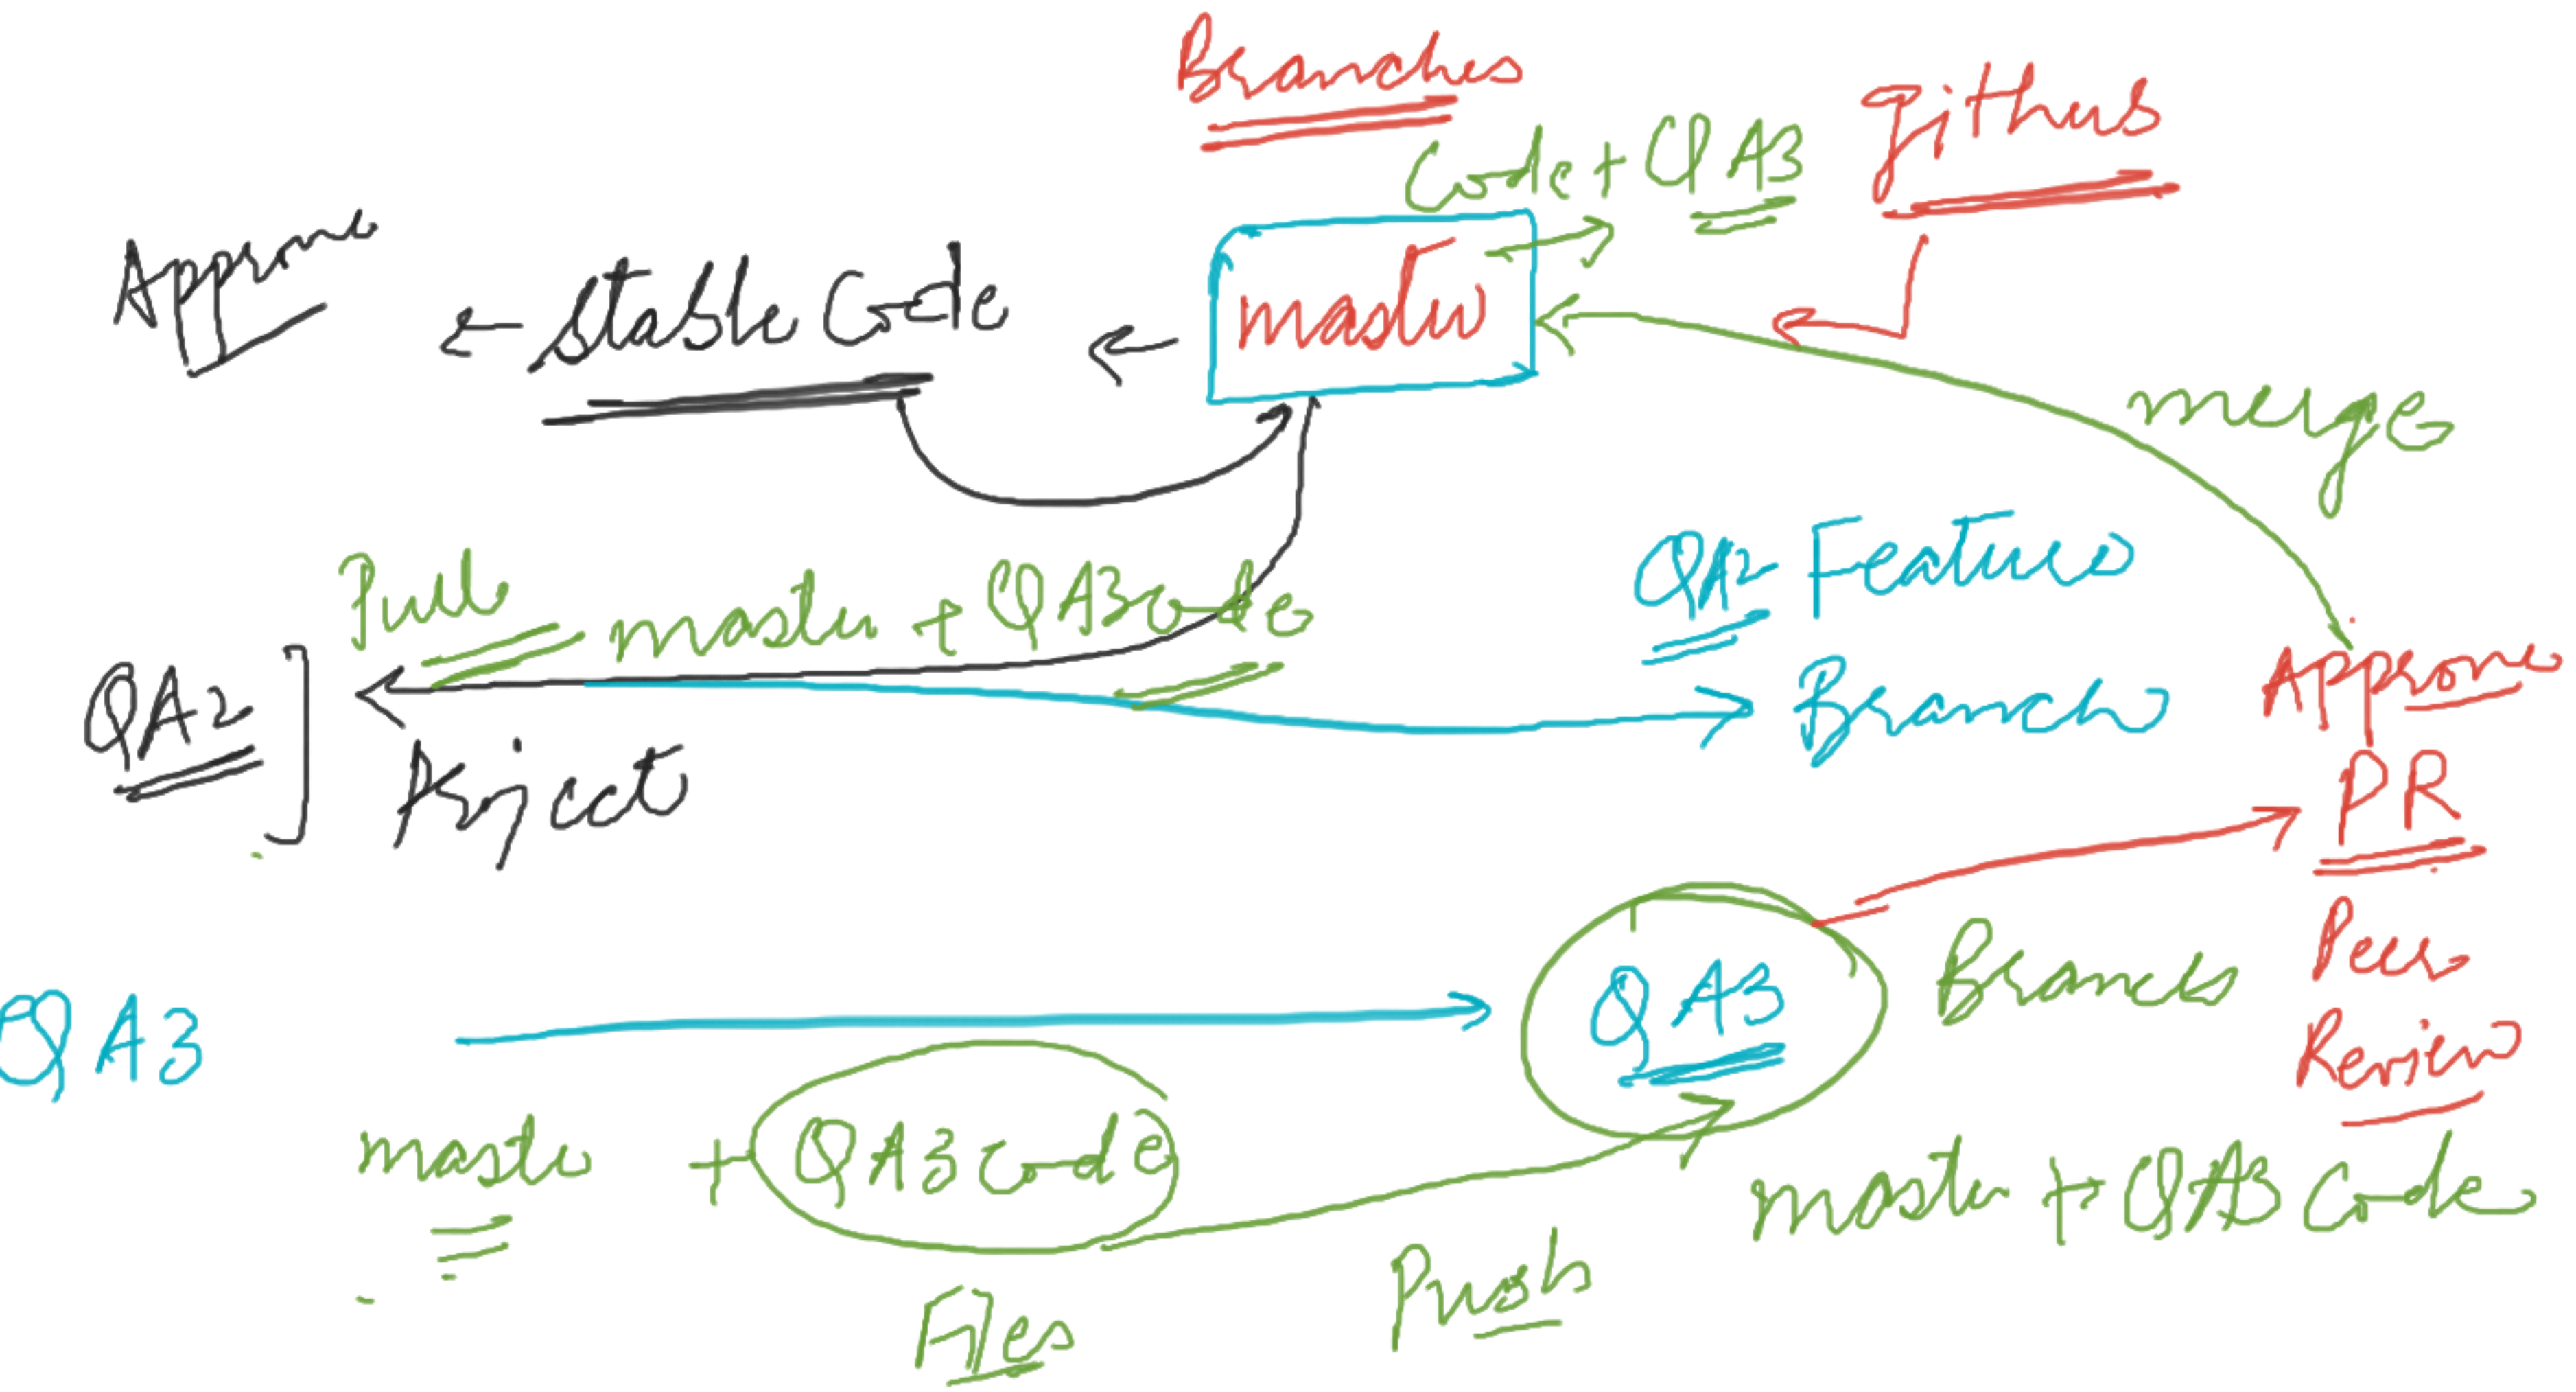 Branches
github
Code + QA3
Approve
← stable Code
←
master
merge
QA2 Feature
Branch
Pull
master + QA3 code
QA2
Project
Approve
PR
Peer
Review
QA3
QA3
Branch
master + QA3 code
master + QA3 Code
Files
Push